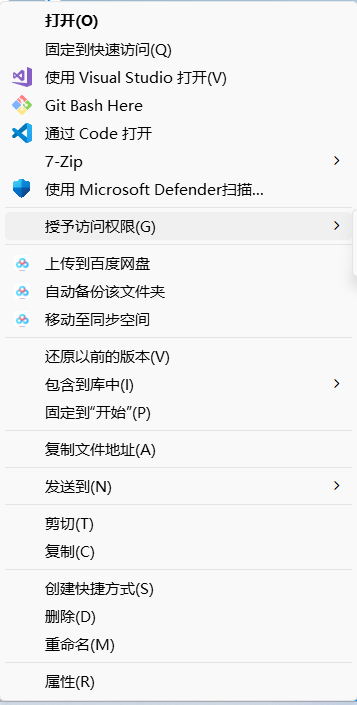 打开(O)
固定到快速访问(Q)
使用 Visual Studio 打开(V)
Git Bash Here
通过 Code 打开
7-Zip
使用 Microsoft Defender扫描...
授予访问权限(G)
上传到百度网盘
自动备份该文件夹
移动至同步空间
还原以前的版本(V)
包含到库中(I)
固定到“开始”(P)
复制文件地址(A)
发送到(N)
剪切(T)
复制(C)
创建快捷方式(S)
删除(D)
重命名(M)
属性(R)